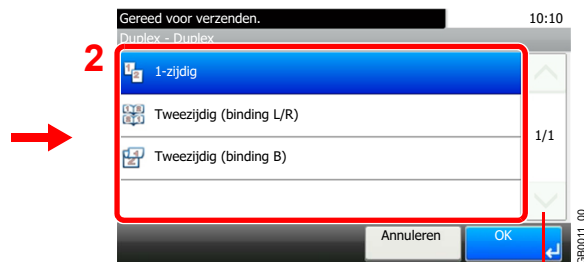 Gereed voor verzenden.
10:10
Duplex - Duplex
2
1-zijdig
Tweezijdig (binding L/R)
1/1
Tweezijdig (binding B)
Annuleren
OK